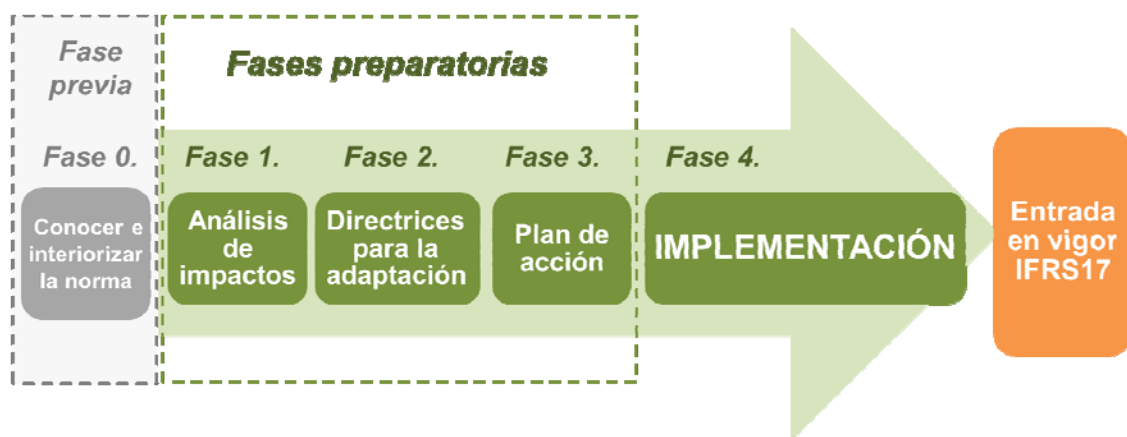 Fase
previa
Fases preparatorias
Fase 0.
Fase 1.
Fase 2.
Fase 3.
Fase 4.
Conocer e
interiorizar
la norma
Análisis
de
impactos
Directrices
para la
adaptación
Plan de
acción
IMPLEMENTACIÓN
Entrada
en vigor
IFRS17